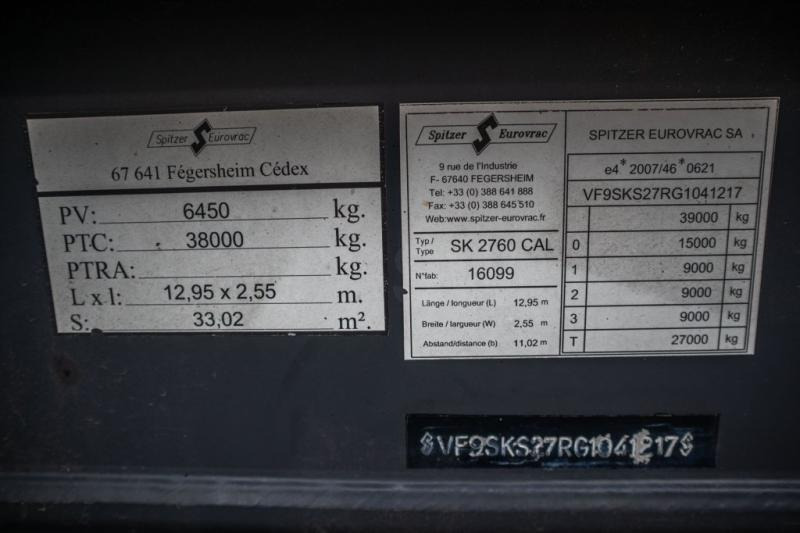 Spitzer S Eurovrac
67 641 Fégersheim Cédex
PV: 6450 kg.
PTC: 38000 kg.
PTRA: kg.
L x l: 12,95 x 2,55 m.
S: 33,02 m².
Spitzer S Eurovrac
9 rue de l'Industrie
F- 67640 FEGERSHEIM
Tel: +33 (0) 388 641 888
Fax: +33 (0) 388 645 510
Web:www.spitzer-eurovrac.fr
Typ / Type SK 2760 CAL
N°fab: 16099
Länge / longueur (L) 12,95 m
Breite / largueur (W) 2,55 m
Abstand/distance (b) 11,02 m
SPITZER EUROVRAC SA
e4* 2007/46 *0621
VF9SKS27RG1041217
39000 kg
0 15000 kg
1 9000 kg
2 9000 kg
3 9000 kg
T 27000 kg
VF9SKS27RG1041217